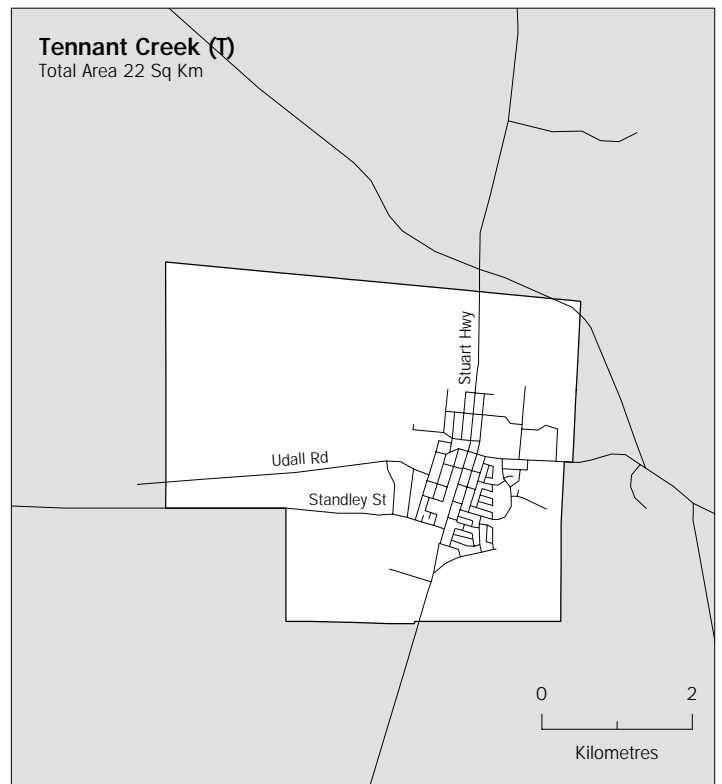 Tennant Creek (T)
Total Area 22 Sq Km
Stuart Hwy
Udall Rd
Standley St
0 2
Kilometres